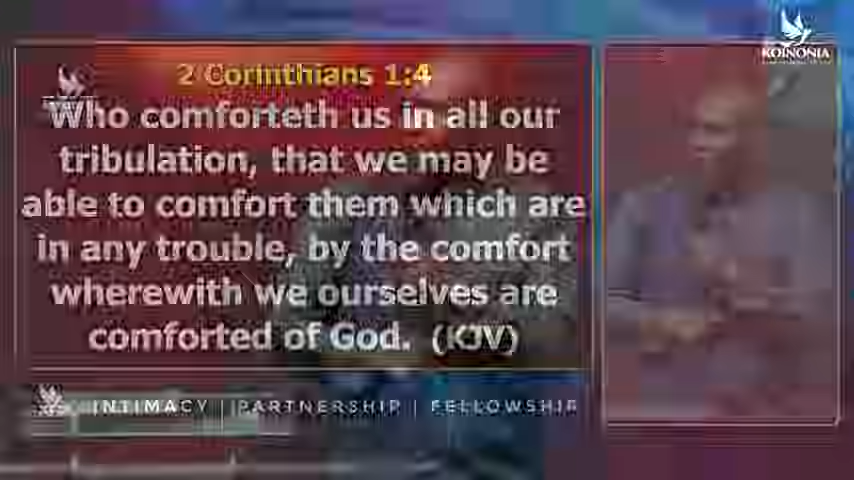 KOINONIA
2 Corinthians 1:4
Who comforteth us in all our
tribulation, that we may be
able to comfort them which are
in any trouble, by the comfort
wherewith we ourselves are
comforted of God. (KJV)
INTIMACY | PARTNERSHIP | FELLOWSHIP